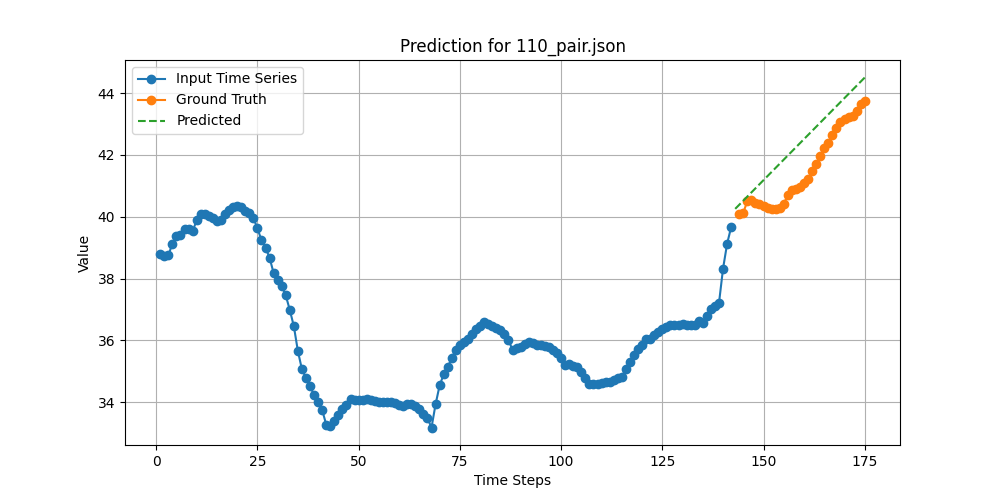 Prediction for 110_pair.json
Input Time Series
Ground Truth
Predicted
Value
44
42
40
38
36
34
0 25 50 75 100 125 150 175
Time Steps